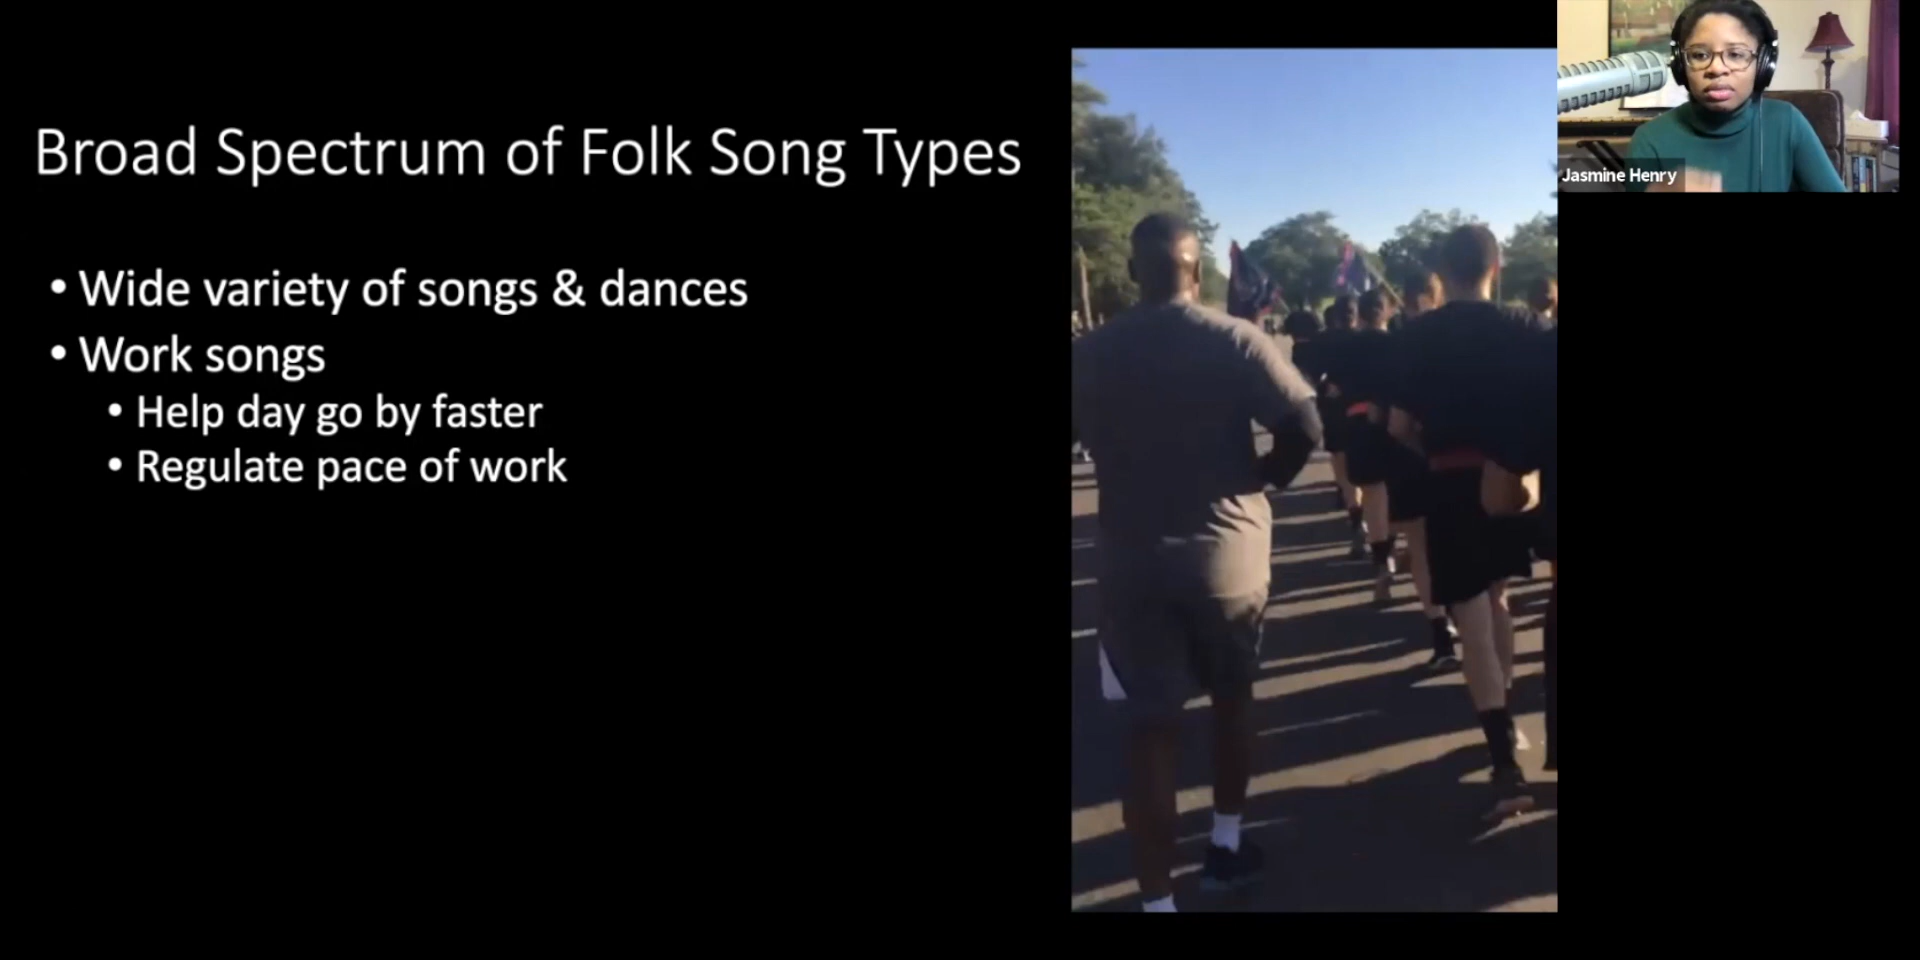 Broad Spectrum of Folk Song Types
• Wide variety of songs & dances
• Work songs
• Help day go by faster
• Regulate pace of work
Jasmine Henry